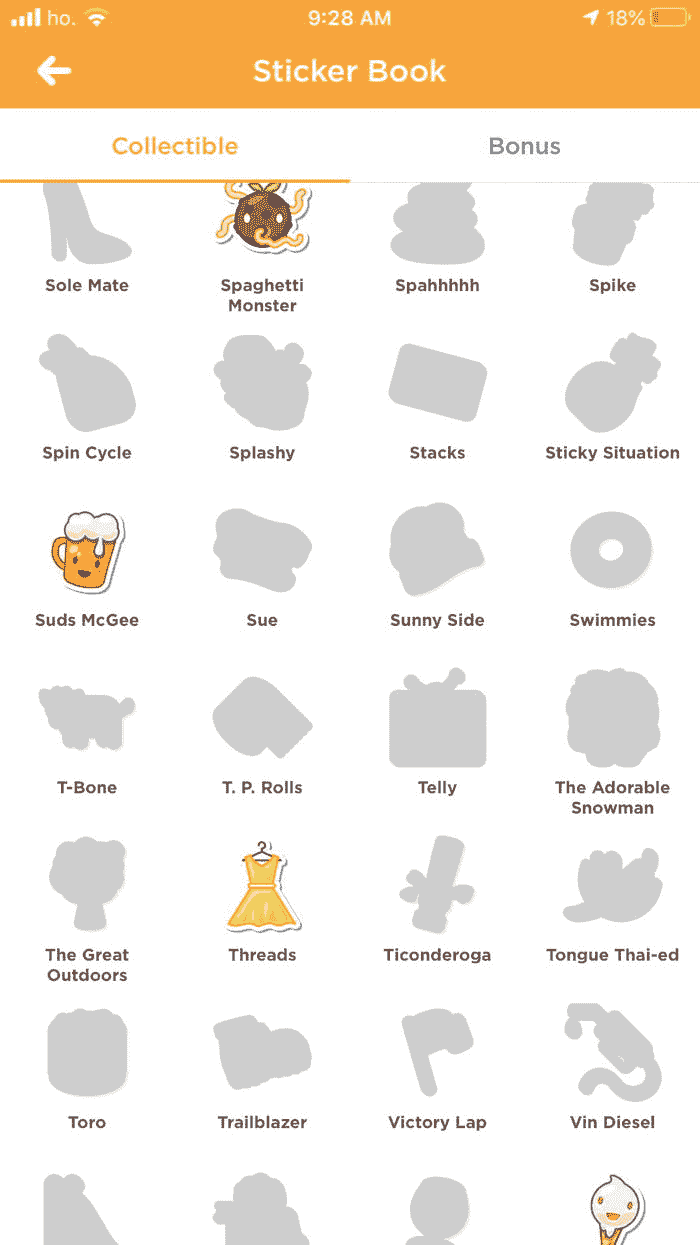 ho. 9:28 AM 18%
Sticker Book
Collectible Bonus
Sole Mate Spaghetti Spahhhhh Spike
Monster
Spin Cycle Splashy Stacks Sticky Situation
Suds McGee Sue Sunny Side Swimmies
T-Bone T. P. Rolls Telly The Adorable
Snowman
The Great Threads Ticonderoga Tongue Thai-ed
Outdoors
Toro Trailblazer Victory Lap Vin Diesel